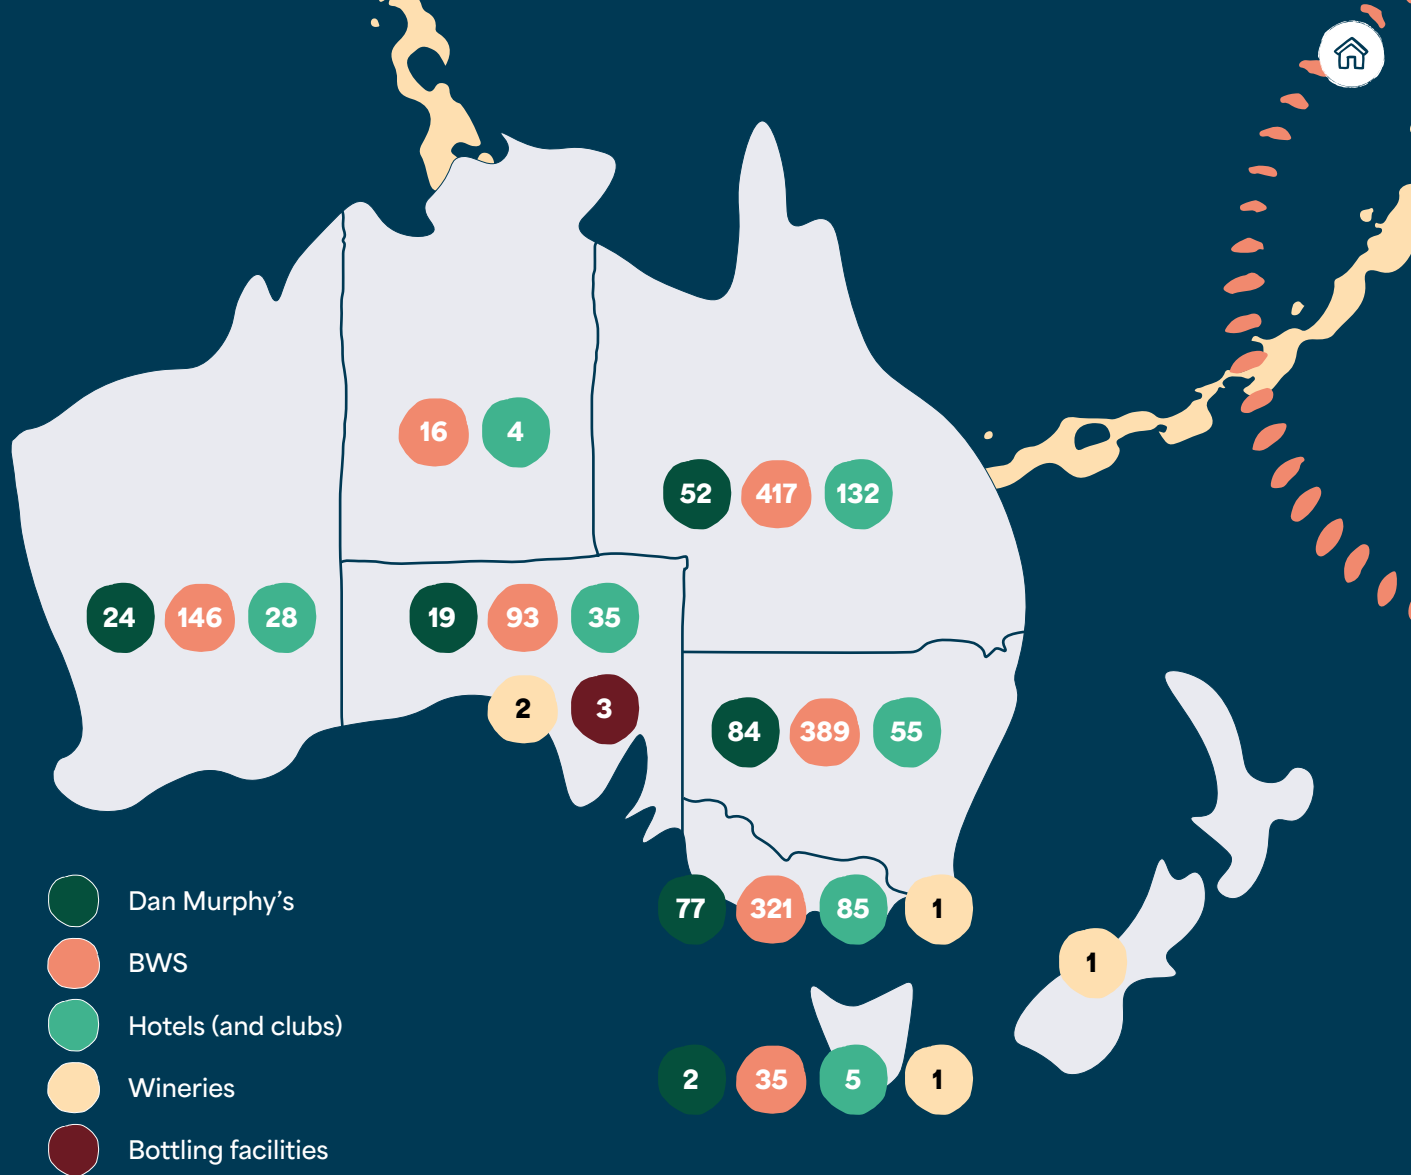 16 4
52 417 132
24 146 28
19 93 35
2 3
84 389 55
77 321 85 1
1
2 35 5 1
Dan Murphy’s
BWS
Hotels (and clubs)
Wineries
Bottling facilities